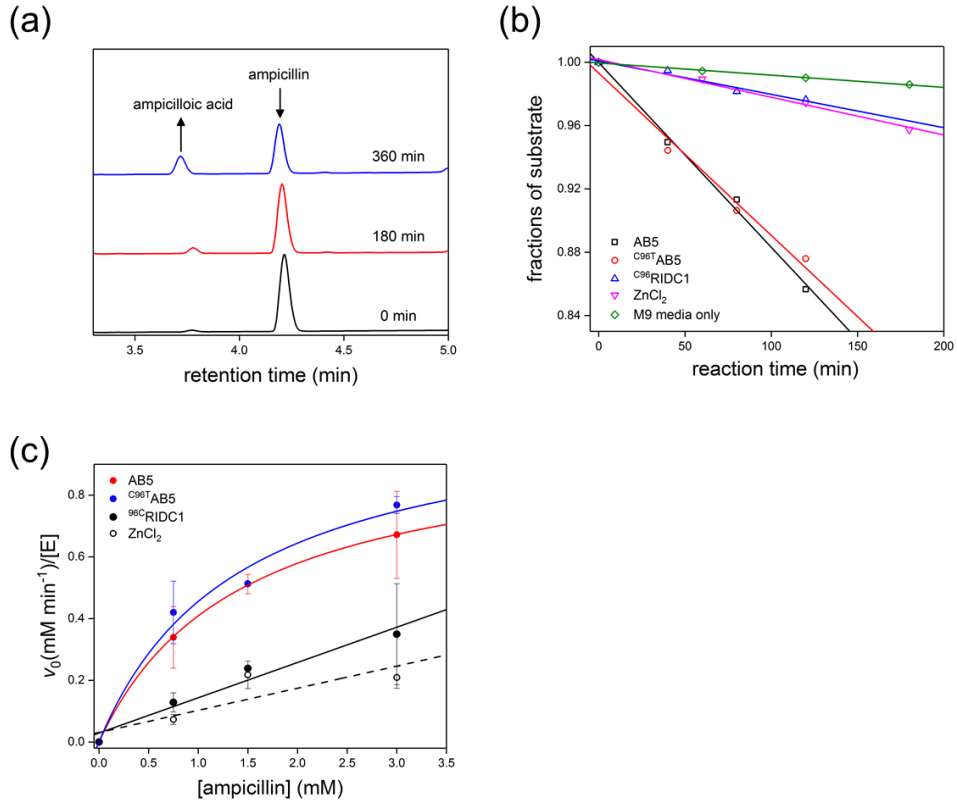 (a)
ampicilloic acid
ampicillin
360 min
180 min
0 min
3.5 4.0 4.5 5.0
retention time (min)
(b)
1.00
0.96
0.92
0.88
0.84
fractions of substrate
AB5
C96TAB5
C96RIDC1
ZnCl2
M9 media only
0 50 100 150 200
reaction time (min)
(c)
0.8
0.6
0.4
0.2
0.0
v0(mM min-1)/[E]
AB5
C96TAB5
96CRIDC1
ZnCl2
0.0 0.5 1.0 1.5 2.0 2.5 3.0 3.5
[ampicillin] (mM)